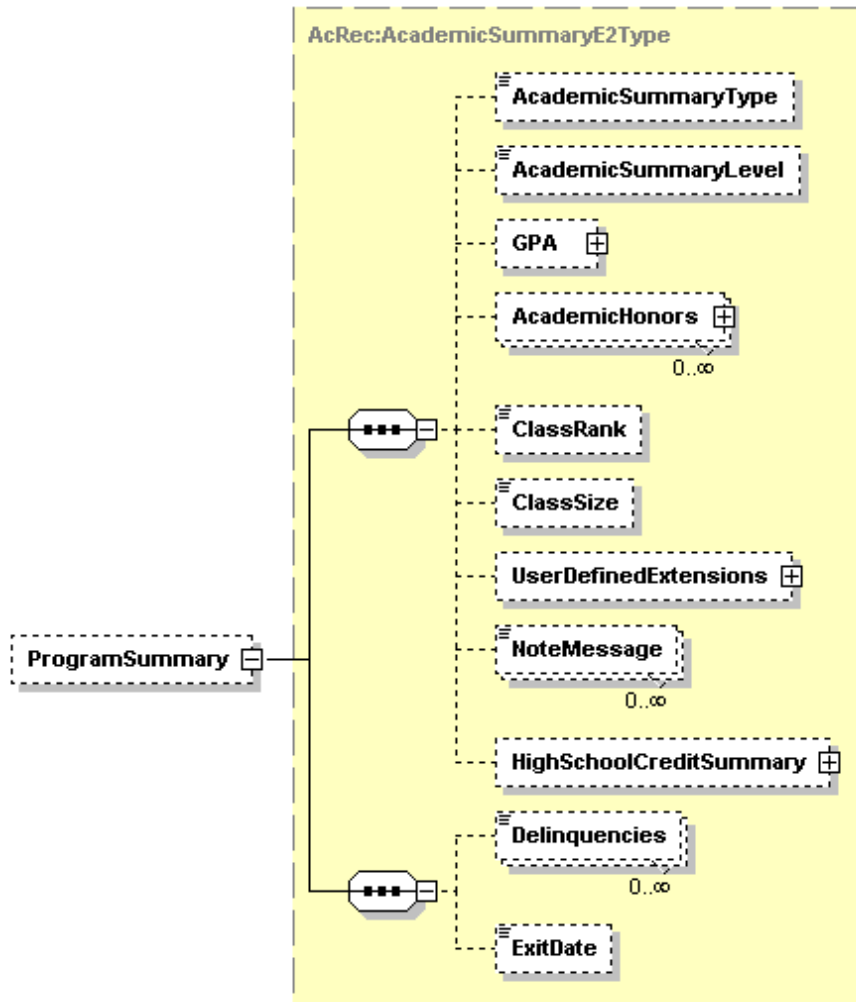 AcRec:AcademicSummaryE2Type
AcademicSummaryType
AcademicSummaryLevel
GPA
AcademicHonors
0..∞
ClassRank
ClassSize
UserDefinedExtensions
ProgramSummary
NoteMessage
0..∞
HighSchoolCreditSummary
Delinquencies
0..∞
ExitDate